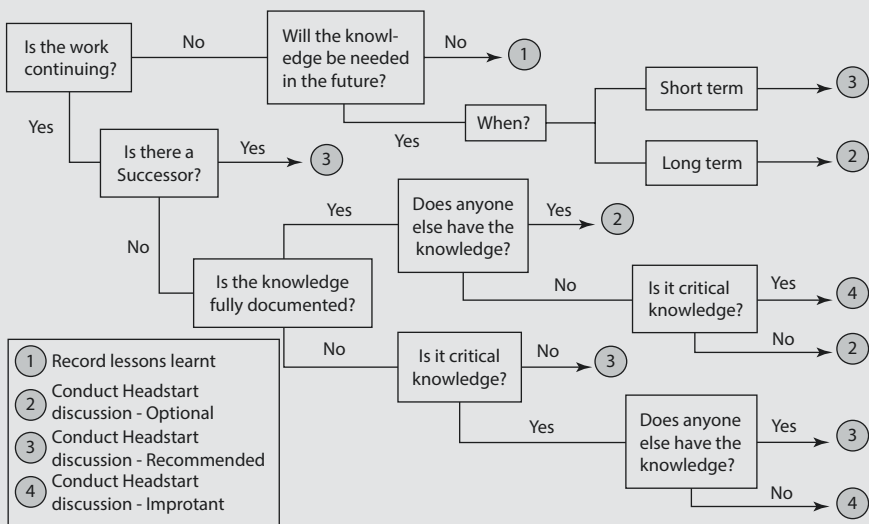 Is the work
continuing?
No
Will the knowl-
edge be needed
in the future?
No
1
Yes
When?
Short term
3
Long term
2
Yes
Is there a
Successor?
Yes
3
No
Is the knowledge
fully documented?
Yes
Does anyone
else have the
knowledge?
Yes
2
No
Is it critical
knowledge?
Yes
4
No
2
No
Is it critical
knowledge?
No
3
Yes
Does anyone
else have the
knowledge?
Yes
3
No
4
1 Record lessons learnt
2 Conduct Headstart
discussion - Optional
3 Conduct Headstart
discussion - Recommended
4 Conduct Headstart
discussion - Improtant